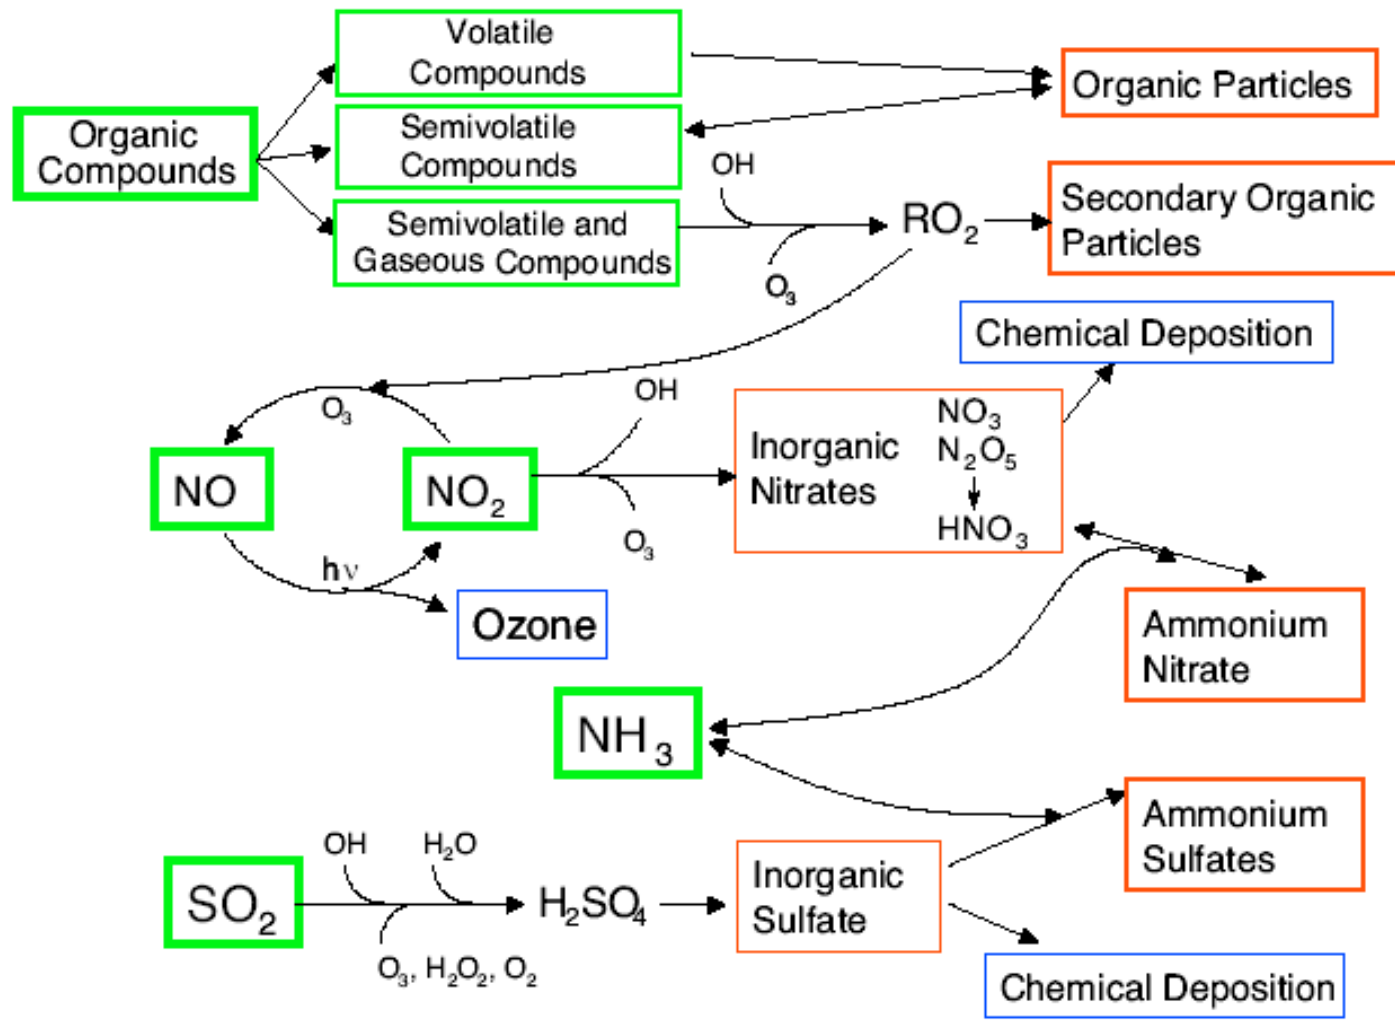 Volatile
Compounds
Organic Particles
Organic
Compounds
Semivolatile
Compounds
OH
Semivolatile and
Gaseous Compounds
RO₂
Secondary Organic
Particles
O₃
Chemical Deposition
O₃
OH
NO
NO₂
Inorganic
Nitrates
NO₃
N₂O₅
HNO₃
O₃
hν
Ozone
Ammonium
Nitrate
NH₃
Ammonium
Sulfates
OH
H₂O
SO₂
H₂SO₄
Inorganic
Sulfate
O₃, H₂O₂, O₂
Chemical Deposition